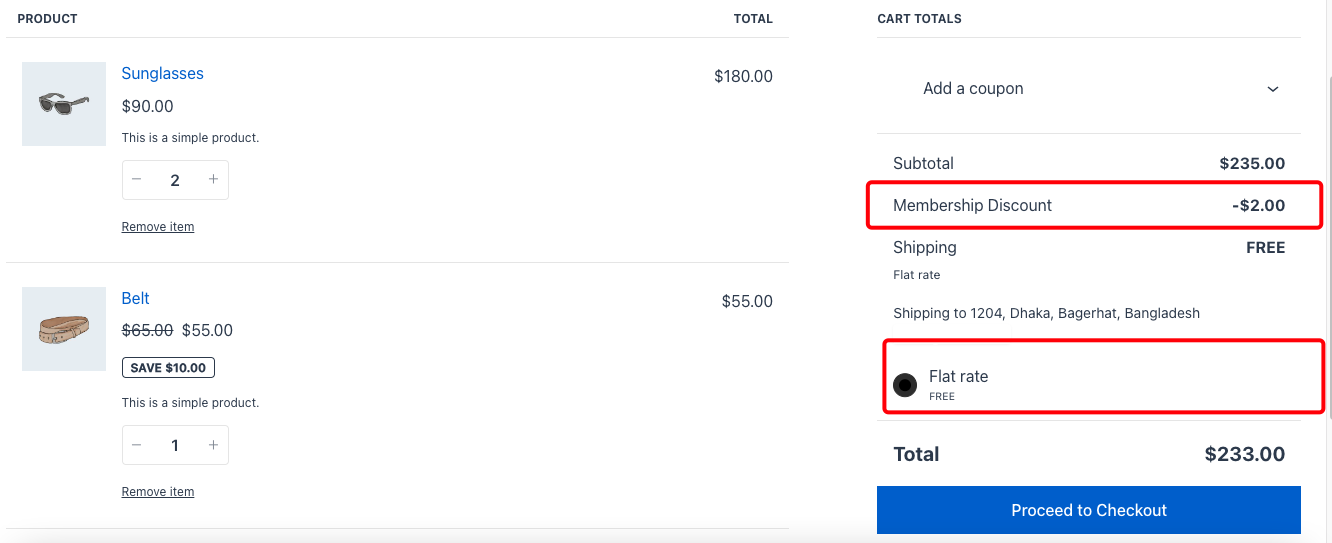 PRODUCT TOTAL
Sunglasses $180.00
$90.00
This is a simple product.
− 2 +
Remove item
Belt $55.00
$65.00 $55.00
SAVE $10.00
This is a simple product.
− 1 +
Remove item
CART TOTALS
Add a coupon
Subtotal $235.00
Membership Discount -$2.00
Shipping FREE
Flat rate
Shipping to 1204, Dhaka, Bagerhat, Bangladesh
Flat rate
FREE
Total $233.00
Proceed to Checkout